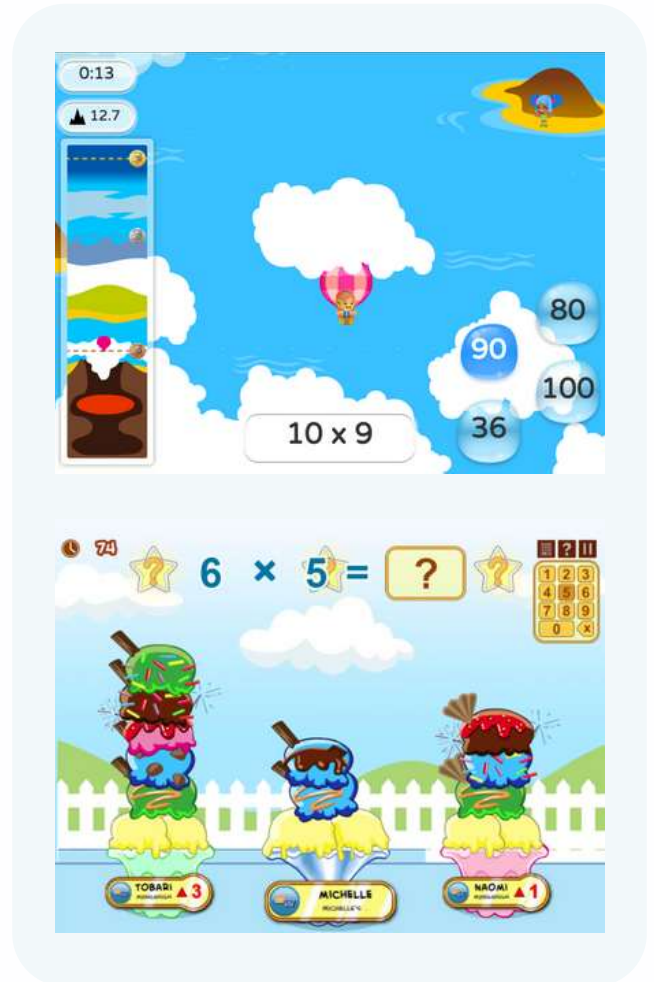 0:13
12.7
80
90
100
36
10 x 9
74
? 6 × 5 = ? ?
?
1 2 3
4 5 6
7 8 9
0 x
TOBARI ▲3
MICHELLE
MICHELLE'S
NAOMI ▲1